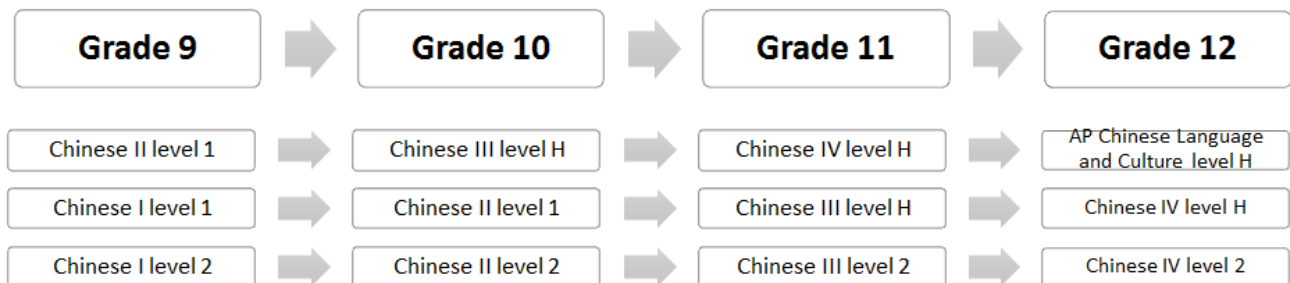 Grade 9
Grade 10
Grade 11
Grade 12
Chinese II level 1
Chinese III level H
Chinese IV level H
AP Chinese Language
and Culture level H
Chinese I level 1
Chinese II level 1
Chinese III level H
Chinese IV level H
Chinese I level 2
Chinese II level 2
Chinese III level 2
Chinese IV level 2